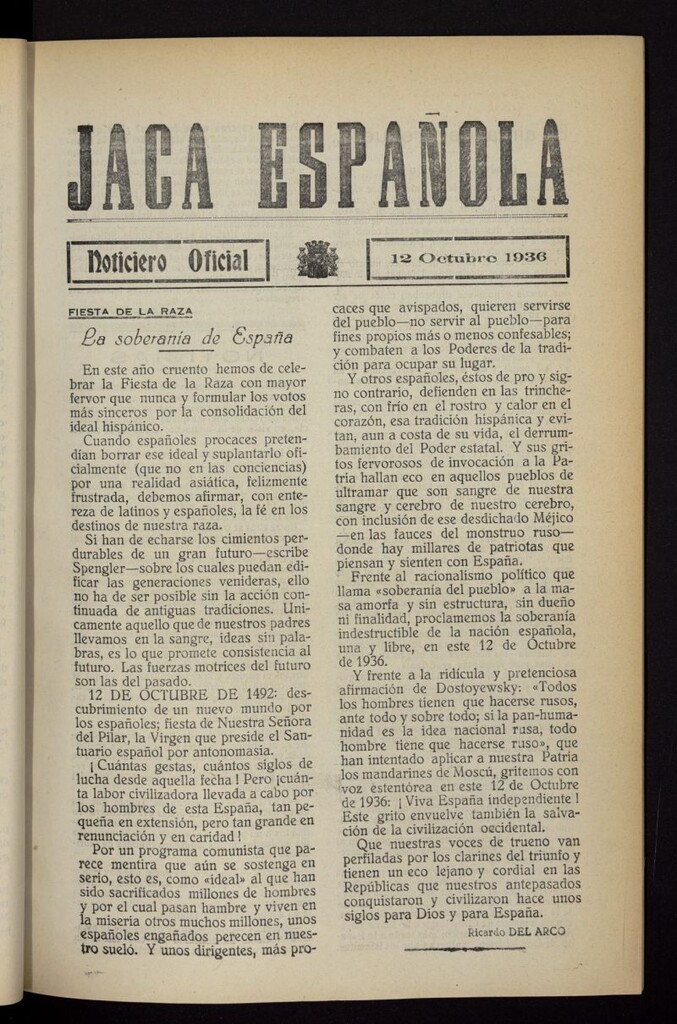 JACA ESPAÑOLA
Noticiero Oficial
12 Octubre 1936
FIESTA DE LA RAZA
La soberanía de España
En este año cruento hemos de cele-
brar la Fiesta de la Raza con mayor
fervor que nunca y formular los votos
más sinceros por la consolidación del
ideal hispánico.
Cuando españoles procaces preten-
dían borrar ese ideal y suplantarlo ofi-
cialmente (que no en las conciencias)
por una realidad asiática, felizmente
frustrada, debemos afirmar, con ente-
reza de latinos y españoles, la fé en los
destinos de nuestra raza.
Si han de echarse los cimientos per-
durables de un gran futuro—escribe
Spengler—sobre los cuales puedan edi-
ficar las generaciones venideras, ello
no ha de ser posible sin la acción con-
tinuada de antiguas tradiciones. Uni-
camente aquello que de nuestros padres
llevamos en la sangre, ideas sin pala-
bras, es lo que promete consistencia al
futuro. Las fuerzas motrices del futuro
son las del pasado.
12 DE OCTUBRE DE 1492: des-
cubrimiento de un nuevo mundo por
los españoles; fiesta de Nuestra Señora
del Pilar, la Virgen que preside el San-
tuario español por antonomasia.
¡Cuántas gestas, cuántos siglos de
lucha desde aquella fecha! Pero ¡cuán-
ta labor civilizadora llevada a cabo por
los hombres de esta España, tan pe-
queña en extensión, pero tan grande en
renunciación y en caridad!
Por un programa comunista que pa-
rece mentira que aún se sostenga en
serio, esto es, como «ideal» al que han
sido sacrificados millones de hombres
y por el cual pasan hambre y viven en
la miseria otros muchos millones, unos
españoles engañados perecen en nues-
tro sueló. Y unos dirigentes, más pro-
caces que avispados, quieren servirse
del pueblo—no servir al pueblo—para
fines propios más o menos confesables;
y combaten a los Poderes de la tradi-
ción para ocupar su lugar.
Y otros españoles, éstos de pro y sig-
no contrario, defienden en las trinche-
ras, con frío en el rostro y calor en el
corazón, esa tradición hispánica y evi-
tan, aun a costa de su vida, el derrum-
bamiento del Poder estatal. Y sus gri-
tos fervorosos de invocación a la Pa-
tria hallan eco en aquellos pueblos de
ultramar que son sangre de nuestra
sangre y cerebro de nuestro cerebro,
con inclusión de ese desdichado Méjico
—en las fauces del monstruo ruso—
donde hay millares de patriotas que
piensan y sienten con España.
Frente al racionalismo político que
llama «soberanía del pueblo» a la ma-
sa amorfa y sin estructura, sin dueño
ni finalidad, proclamemos la soberanía
indestructible de la nación española,
una y libre, en este 12 de Octubre
de 1936.
Y frente a la ridícula y pretenciosa
afirmación de Dostoyewsky: «Todos
los hombres tienen que hacerse rusos,
ante todo y sobre todo; si la pan-huma-
nidad es la idea nacional rusa, todo
hombre tiene que hacerse ruso», que
han intentado aplicar a nuestra Patria
los mandarines de Moscú, gritemos con
voz estentórea en este 12 de Octubre
de 1936: ¡Viva España independiente!
Este grito envuelve también la salva-
ción de la civilización occidental.
Que nuestras voces de trueno van
perfiladas por los clarines del triunfo y
tienen un eco lejano y cordial en las
Repúblicas que nuestros antepasados
conquistaron y civilizaron hace unos
siglos para Dios y para España.
Ricardo DEL ARCO